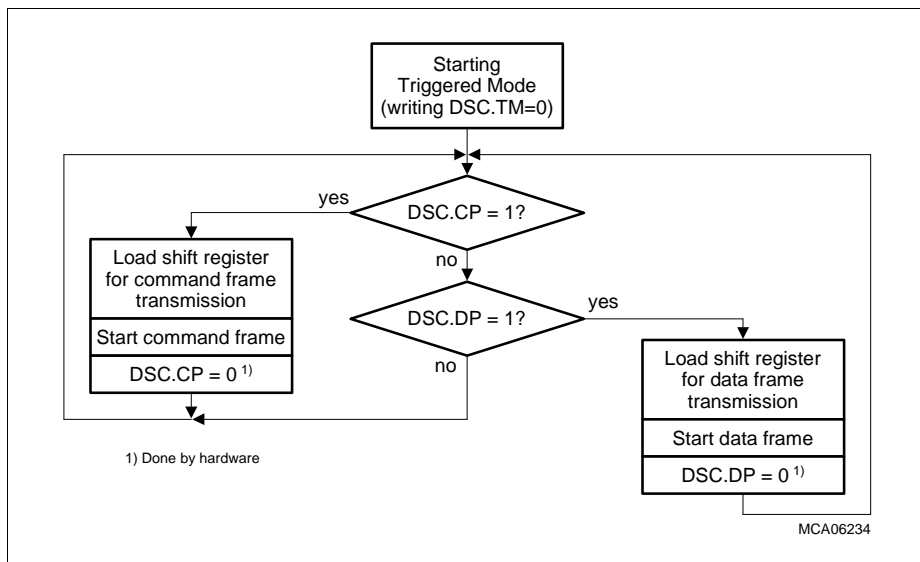 Starting
Triggered Mode
(writing DSC.TM=0)
yes
DSC.CP = 1?
Load shift register
for command frame
transmission
Start command frame
DSC.CP = 0 1)
no
DSC.DP = 1?
yes
no
Load shift register
for data frame
transmission
Start data frame
DSC.DP = 0 1)
1) Done by hardware
MCA06234